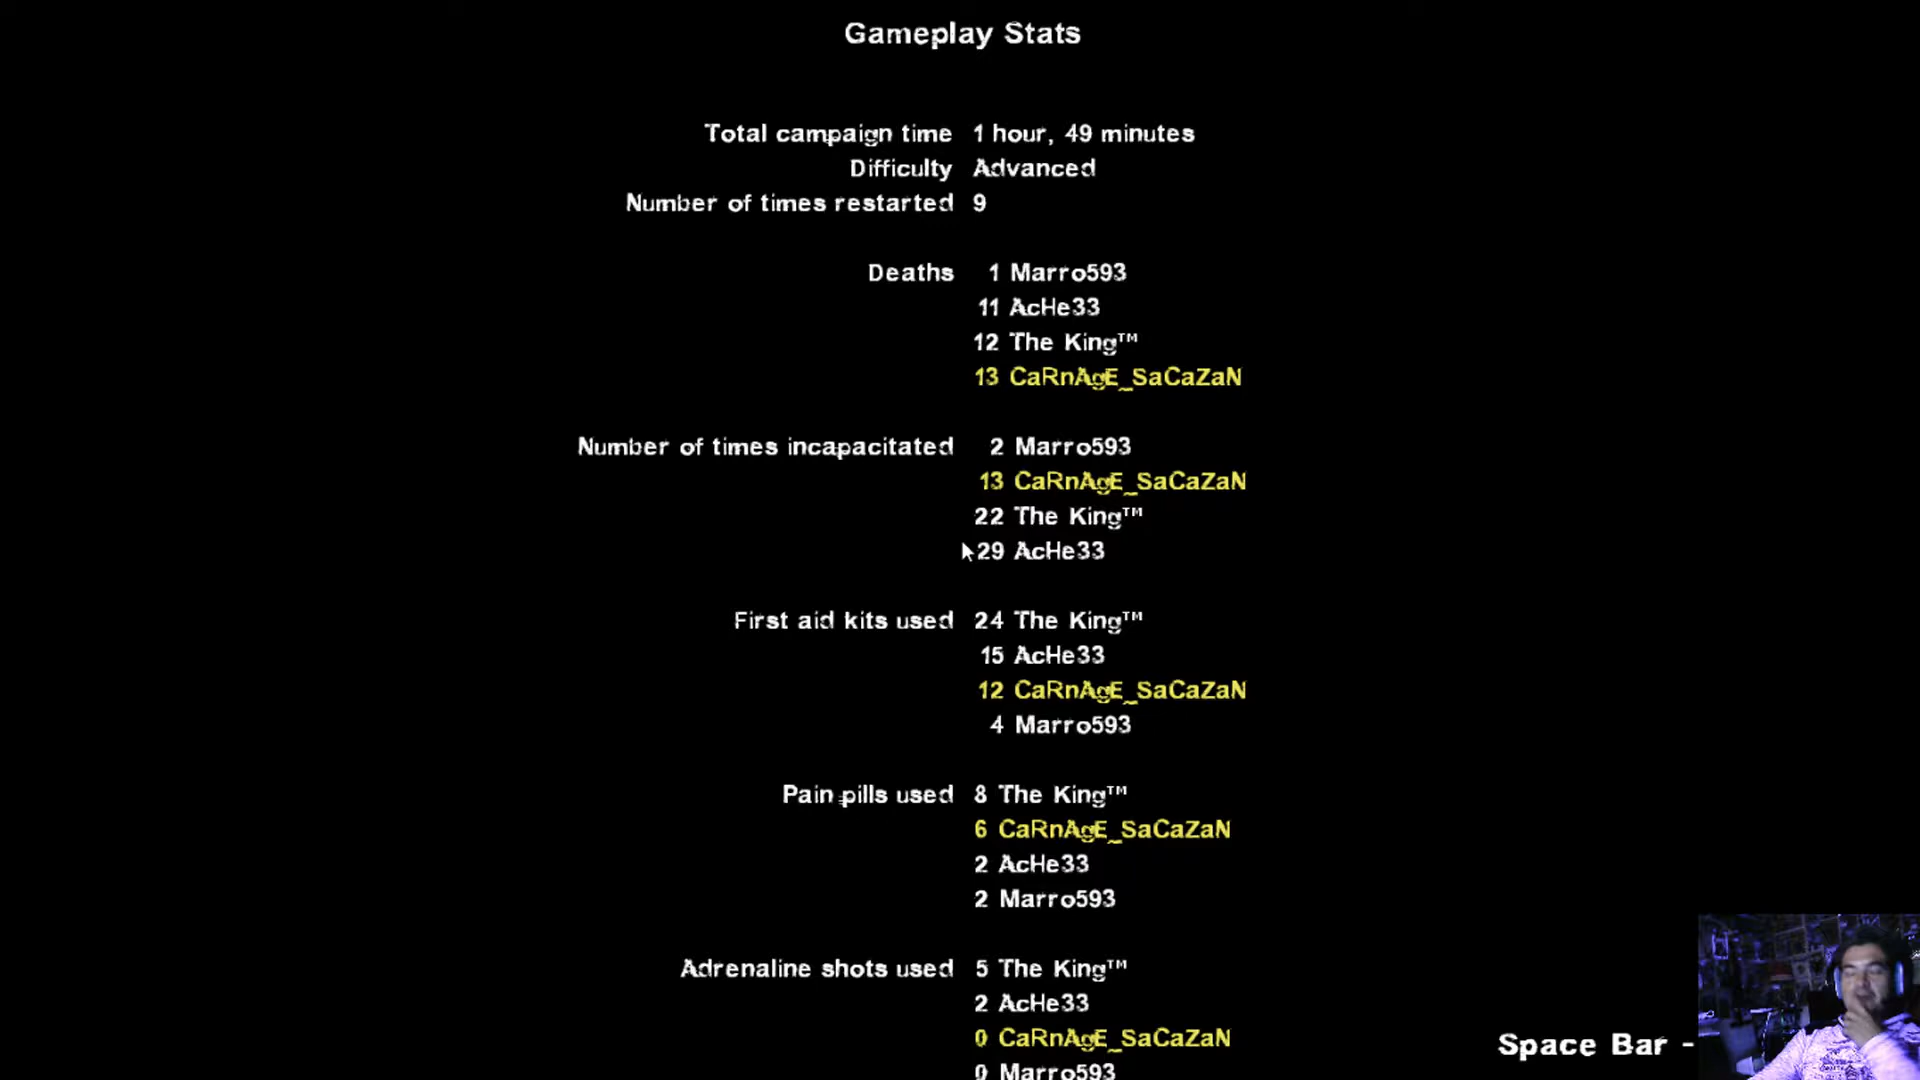 Gameplay Stats
Total campaign time 1 hour, 49 minutes
Difficulty Advanced
Number of times restarted 9
Deaths 1 Marro593
11 AcHe33
12 The King™
13 CaRnAgE_SaCaZaN
Number of times incapacitated 2 Marro593
13 CaRnAgE_SaCaZaN
22 The King™
29 AcHe33
First aid kits used 24 The King™
15 AcHe33
12 CaRnAgE_SaCaZaN
4 Marro593
Pain pills used 8 The King™
6 CaRnAgE_SaCaZaN
2 AcHe33
2 Marro593
Adrenaline shots used 5 The King™
2 AcHe33
0 CaRnAgE_SaCaZaN
0 Marro593
Space Bar -